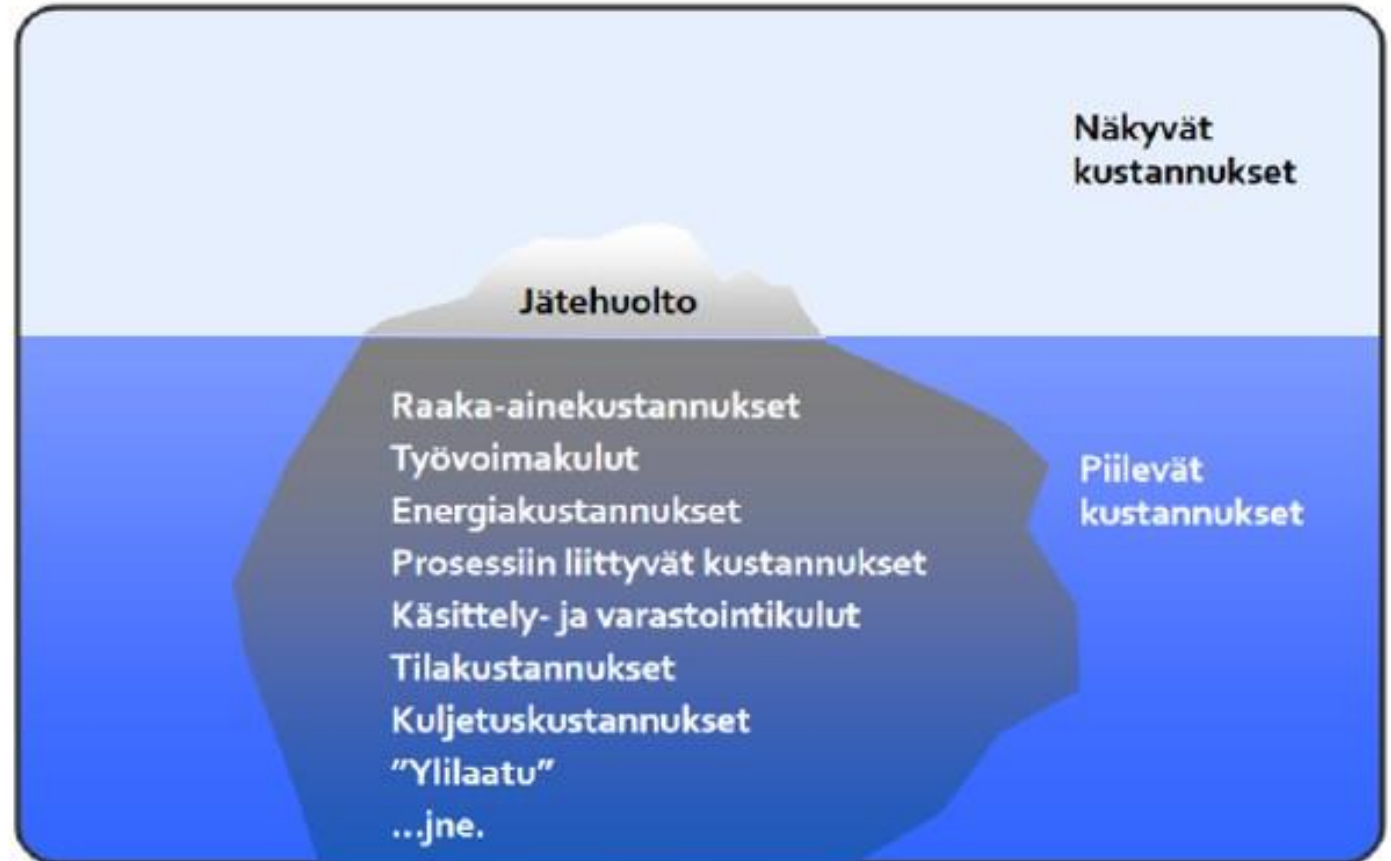 Näkyvät
kustannukset
Jätehuolto
Raaka-ainekustannukset
Työvoimakulut
Energiakustannukset
Prosessiin liittyvät kustannukset
Käsittely- ja varastointikulut
Tilakustannukset
Kuljetuskustannukset
”Ylilaatu”
...jne.
Piilevät
kustannukset